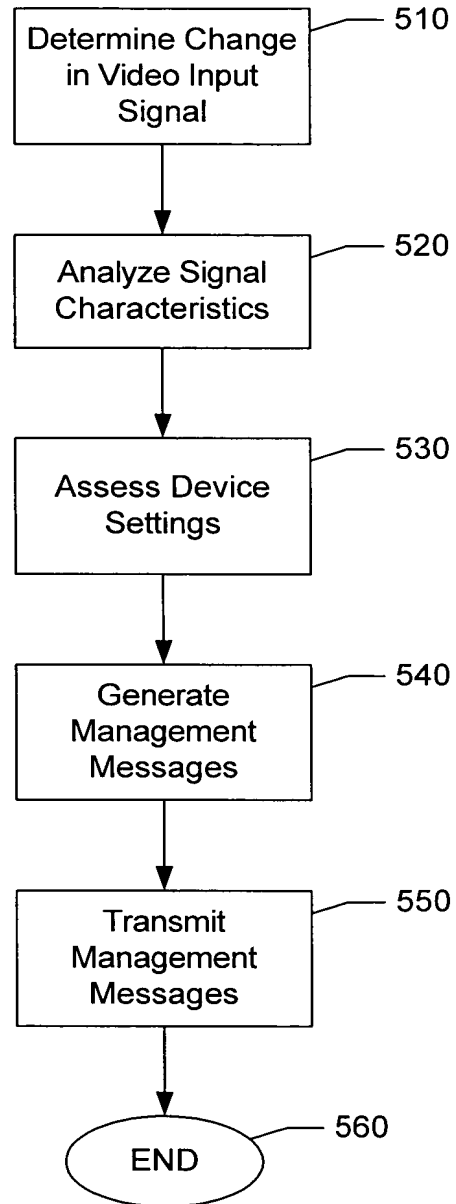 Determine Change
in Video Input
Signal
510
Analyze Signal
Characteristics
520
Assess Device
Settings
530
Generate
Management
Messages
540
Transmit
Management
Messages
550
END
560